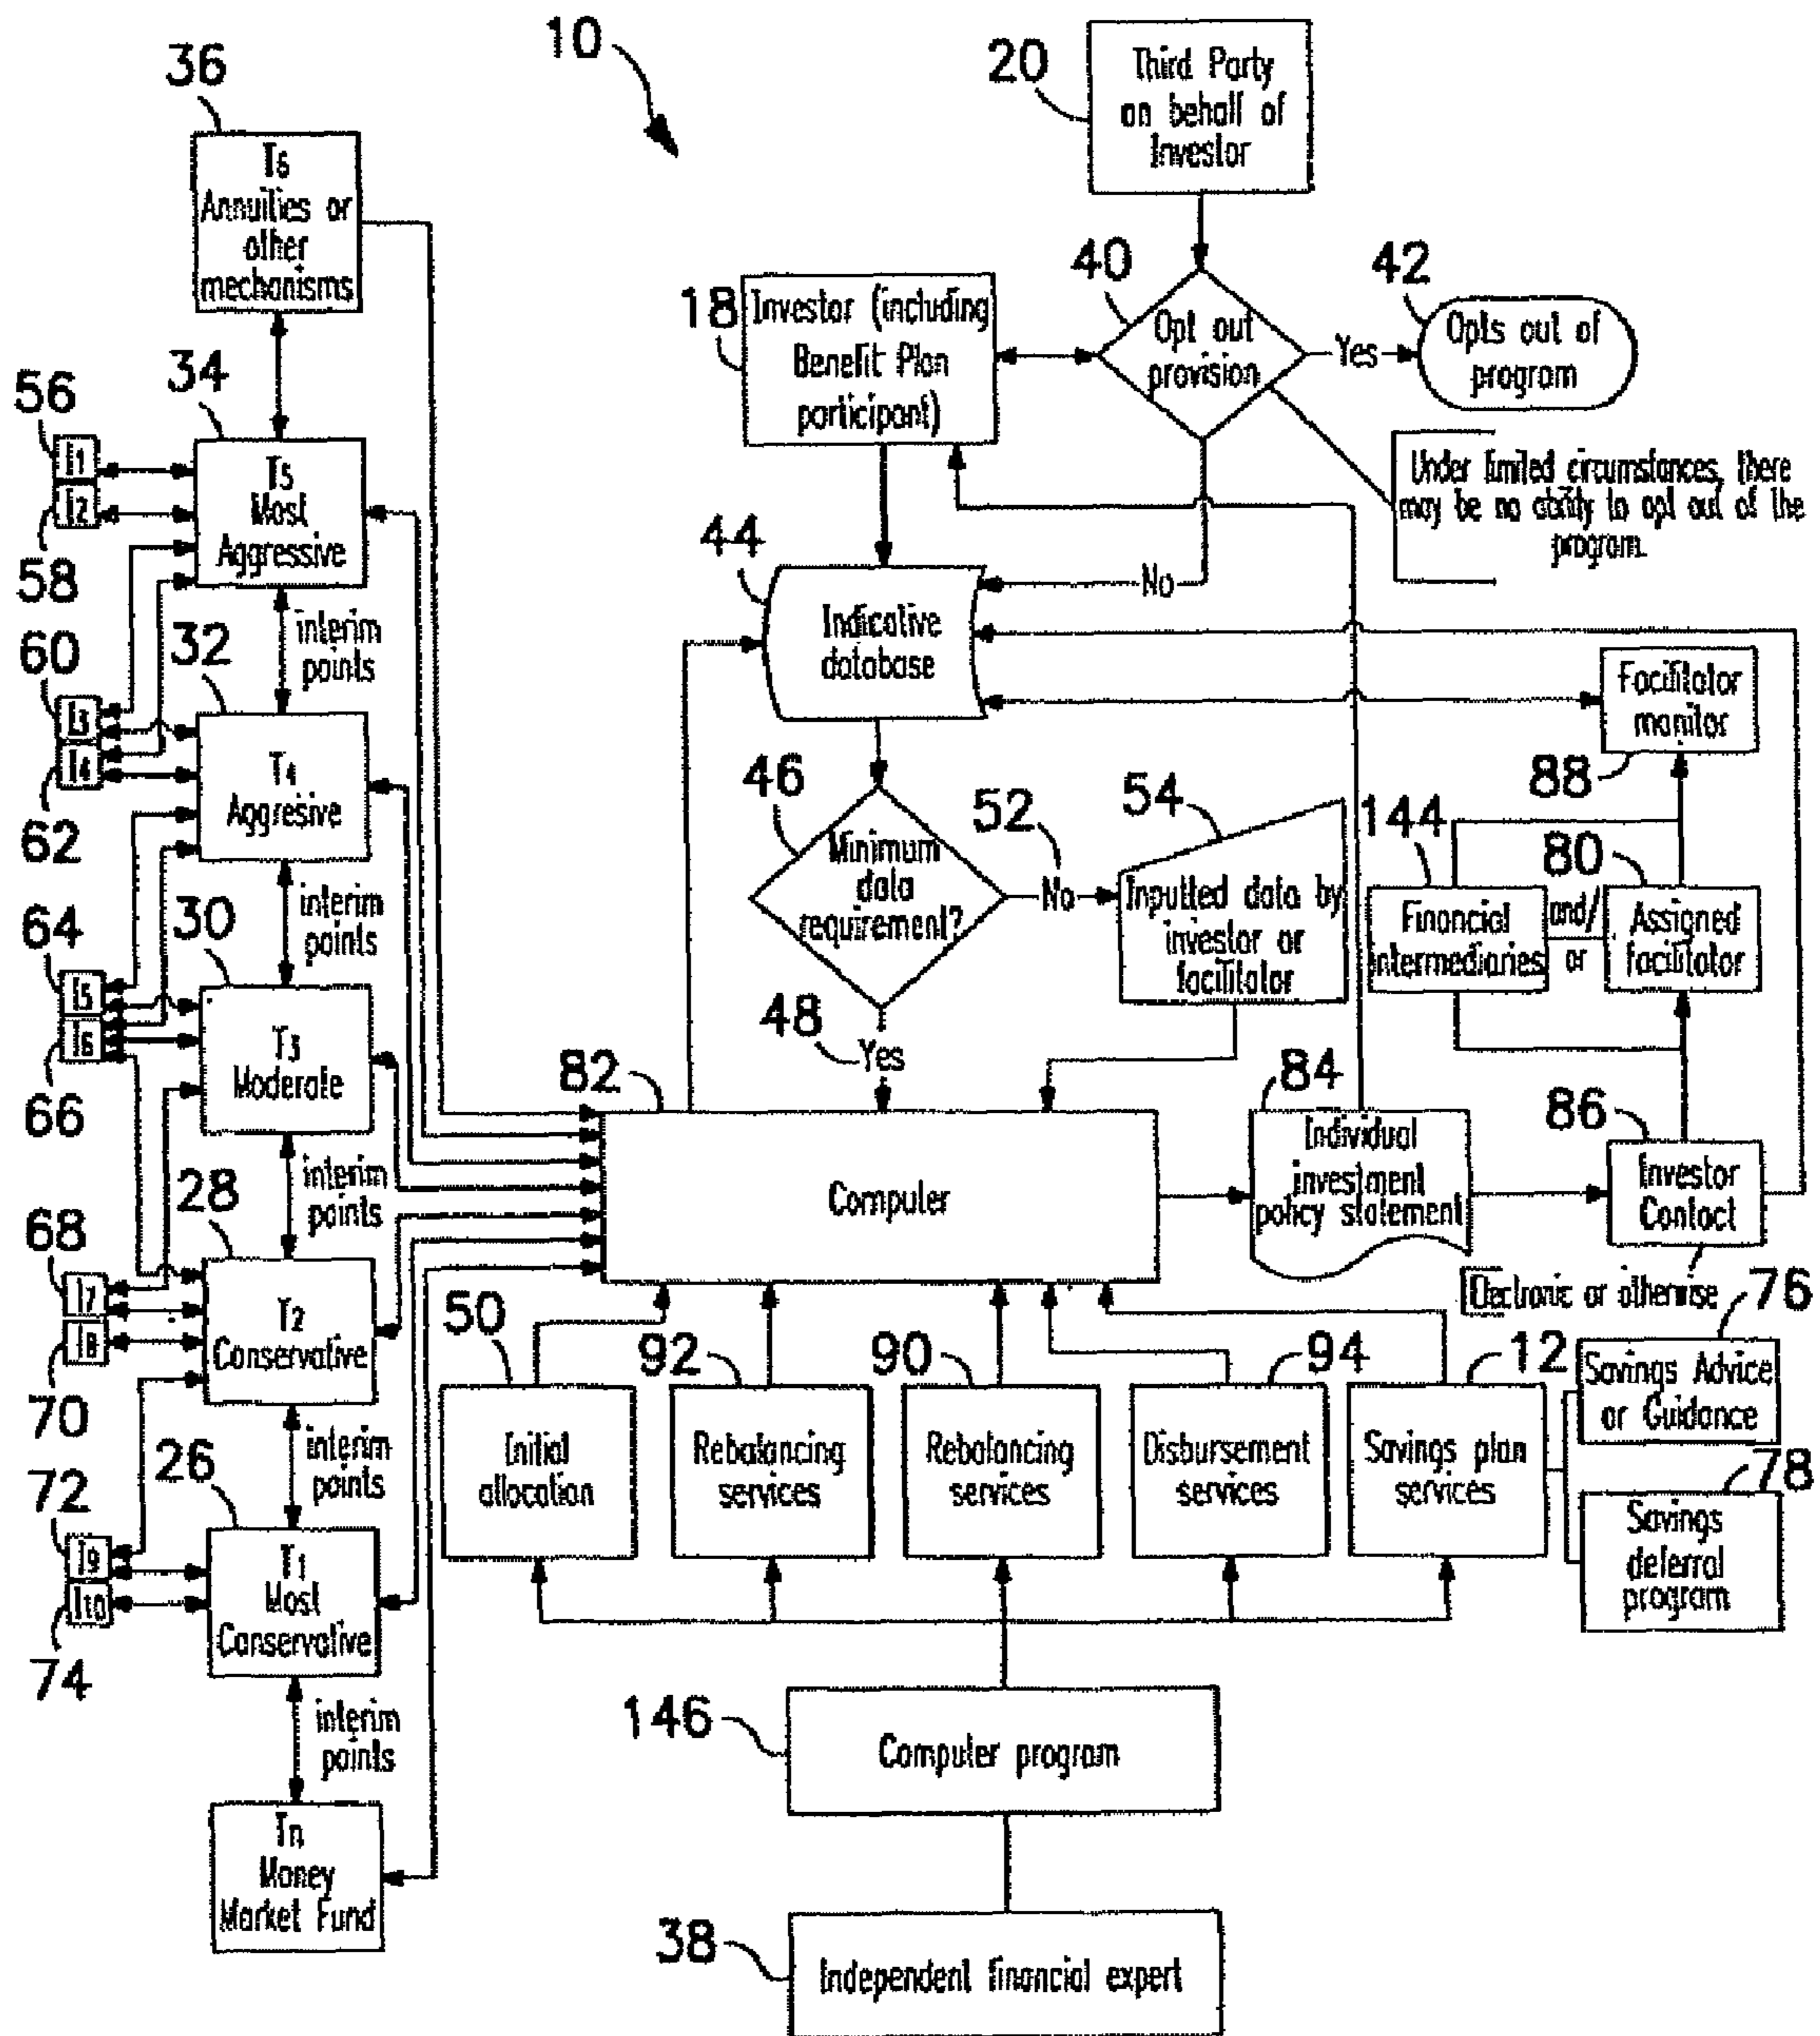 10
20
Third Party
on behalf of
Investor
36
T6
Annuities or
other
mechanisms
40
Opt out
provision
Yes
42
Opts out of
program
18
Investor (including
Benefit Plan
participant)
Under limited circumstances, there
may be no ability to opt out of the
program.
34
T5
Most
Aggressive
56
I1
I2
58
44
Indicative
database
No
interim
points
32
60
I3
I4
62
T4
Aggresive
Facilitator
monitor
88
46
Minimum
data
requirement?
52
No
54
Inputted data by
investor or
facilitator
144
Financial
intermediaries
and/
or
80
Assigned
facilitator
interim
points
30
64
I5
I6
66
T3
Moderate
48
Yes
82
Computer
84
Individual
investment
policy statement
86
Investor
Contact
Electronic or otherwise
interim
points
28
68
I7
I8
70
T2
Conservative
50
Initial
allocation
92
Rebalancing
services
90
Rebalancing
services
94
Disbursement
services
12
Savings plan
services
76
Savings Advice
or Guidance
78
Savings
deferral
program
interim
points
26
72
I9
I10
74
T1
Most
Conservative
interim
points
146
Computer program
Tn
Money
Market Fund
38
Independent financial expert